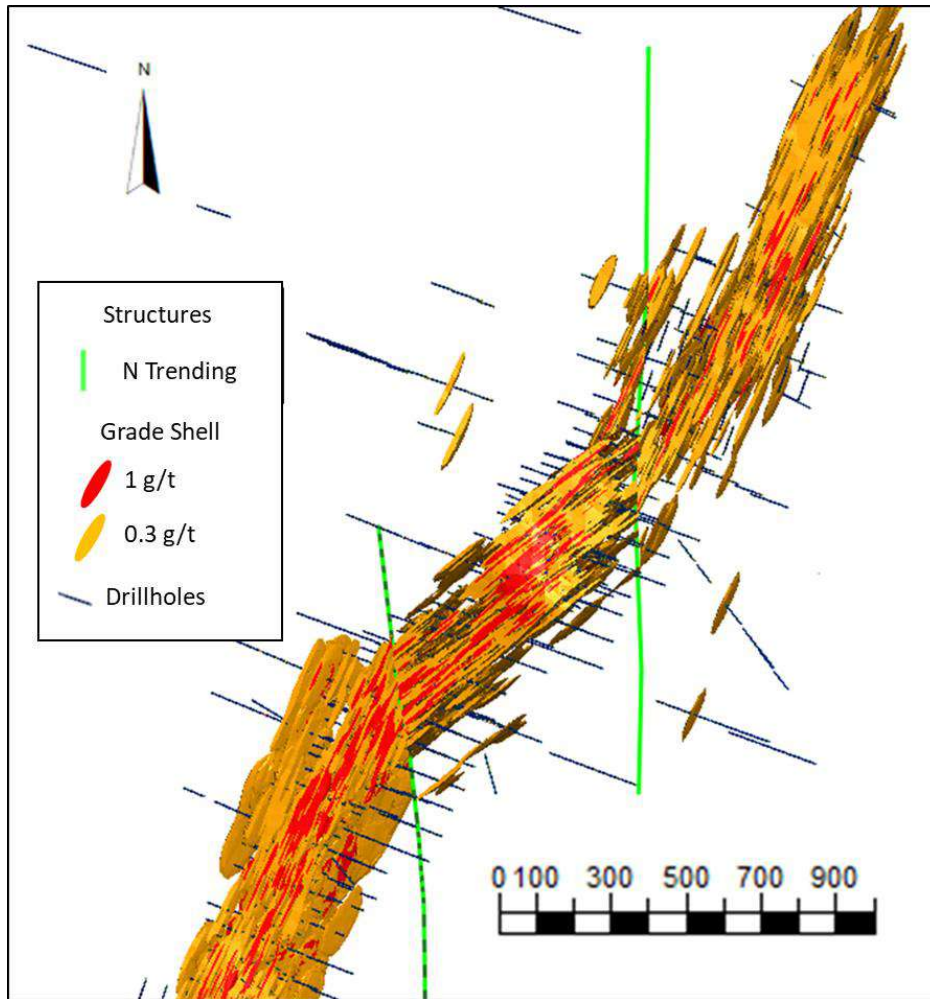 N
Structures
N Trending
Grade Shell
1 g/t
0.3 g/t
Drillholes
0 100 300 500 700 900